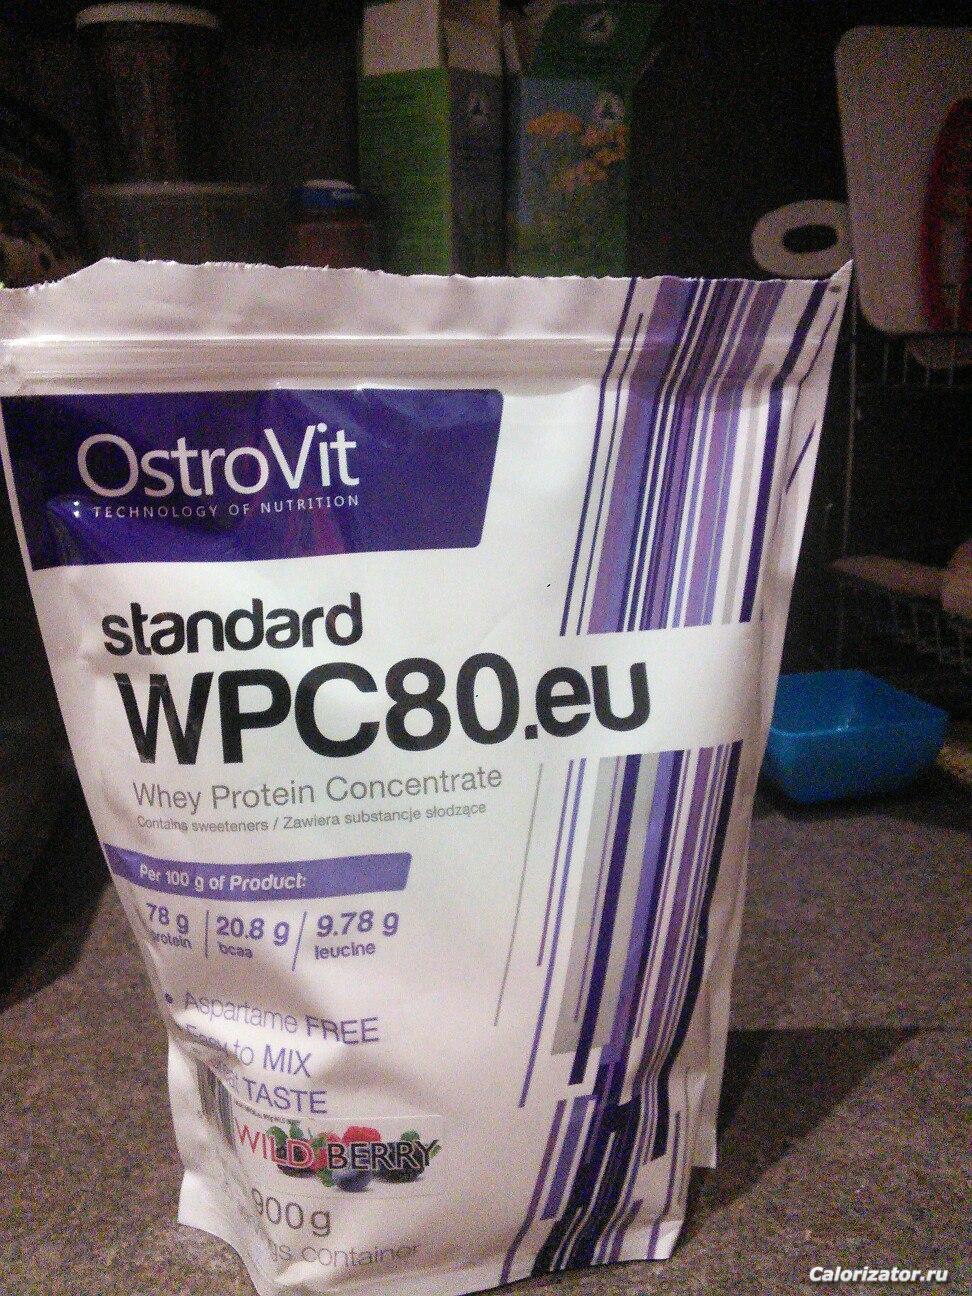 OstroVit
TECHNOLOGY OF NUTRITION
standard
WPC80.eu
Whey Protein Concentrate
Contains sweeteners / Zawiera substancje słodzące
Per 100 g of Product:
78 g 20.8 g 9.78 g
protein bcaa leucine
Aspartame FREE
Easy to MIX
TASTE
WILD BERRY
900g
container
Calorizator.ru